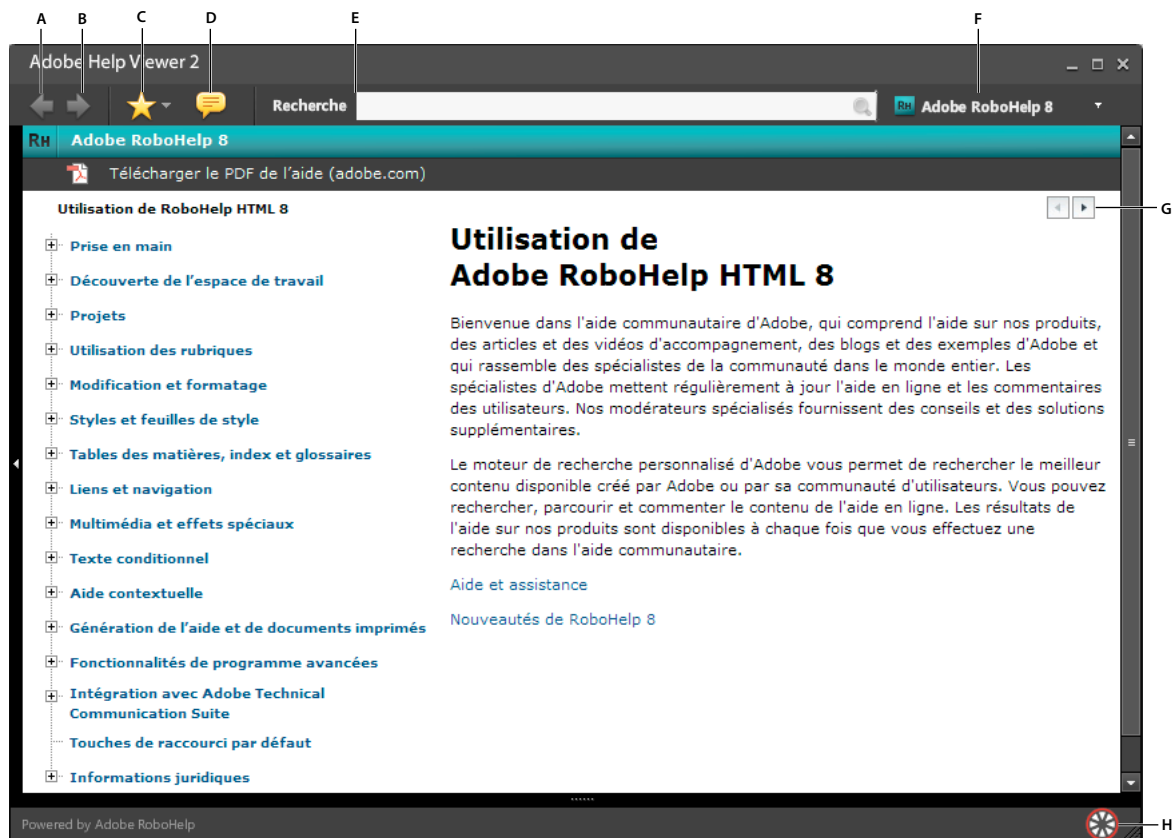 A B C D E F
Adobe Help Viewer 2
Recherche
RH Adobe RoboHelp 8
RH Adobe RoboHelp 8
Télécharger le PDF de l’aide (adobe.com)
Utilisation de RoboHelp HTML 8
Prise en main
Découverte de l’espace de travail
Projets
Utilisation des rubriques
Modification et formatage
Styles et feuilles de style
Tables des matières, index et glossaires
Liens et navigation
Multimédia et effets spéciaux
Texte conditionnel
Aide contextuelle
Génération de l’aide et de documents imprimés
Fonctionnalités de programme avancées
Intégration avec Adobe Technical
Communication Suite
Touches de raccourci par défaut
Informations juridiques
G
Utilisation de
Adobe RoboHelp HTML 8
Bienvenue dans l'aide communautaire d'Adobe, qui comprend l'aide sur nos produits,
des articles et des vidéos d'accompagnement, des blogs et des exemples d'Adobe et
qui rassemble des spécialistes de la communauté dans le monde entier. Les
spécialistes d'Adobe mettent régulièrement à jour l'aide en ligne et les commentaires
des utilisateurs. Nos modérateurs spécialisés fournissent des conseils et des solutions
supplémentaires.
Le moteur de recherche personnalisé d'Adobe vous permet de rechercher le meilleur
contenu disponible créé par Adobe ou par sa communauté d'utilisateurs. Vous pouvez
rechercher, parcourir et commenter le contenu de l'aide en ligne. Les résultats de
l'aide sur nos produits sont disponibles à chaque fois que vous effectuez une
recherche dans l'aide communautaire.
Aide et assistance
Nouveautés de RoboHelp 8
Powered by Adobe RoboHelp
H